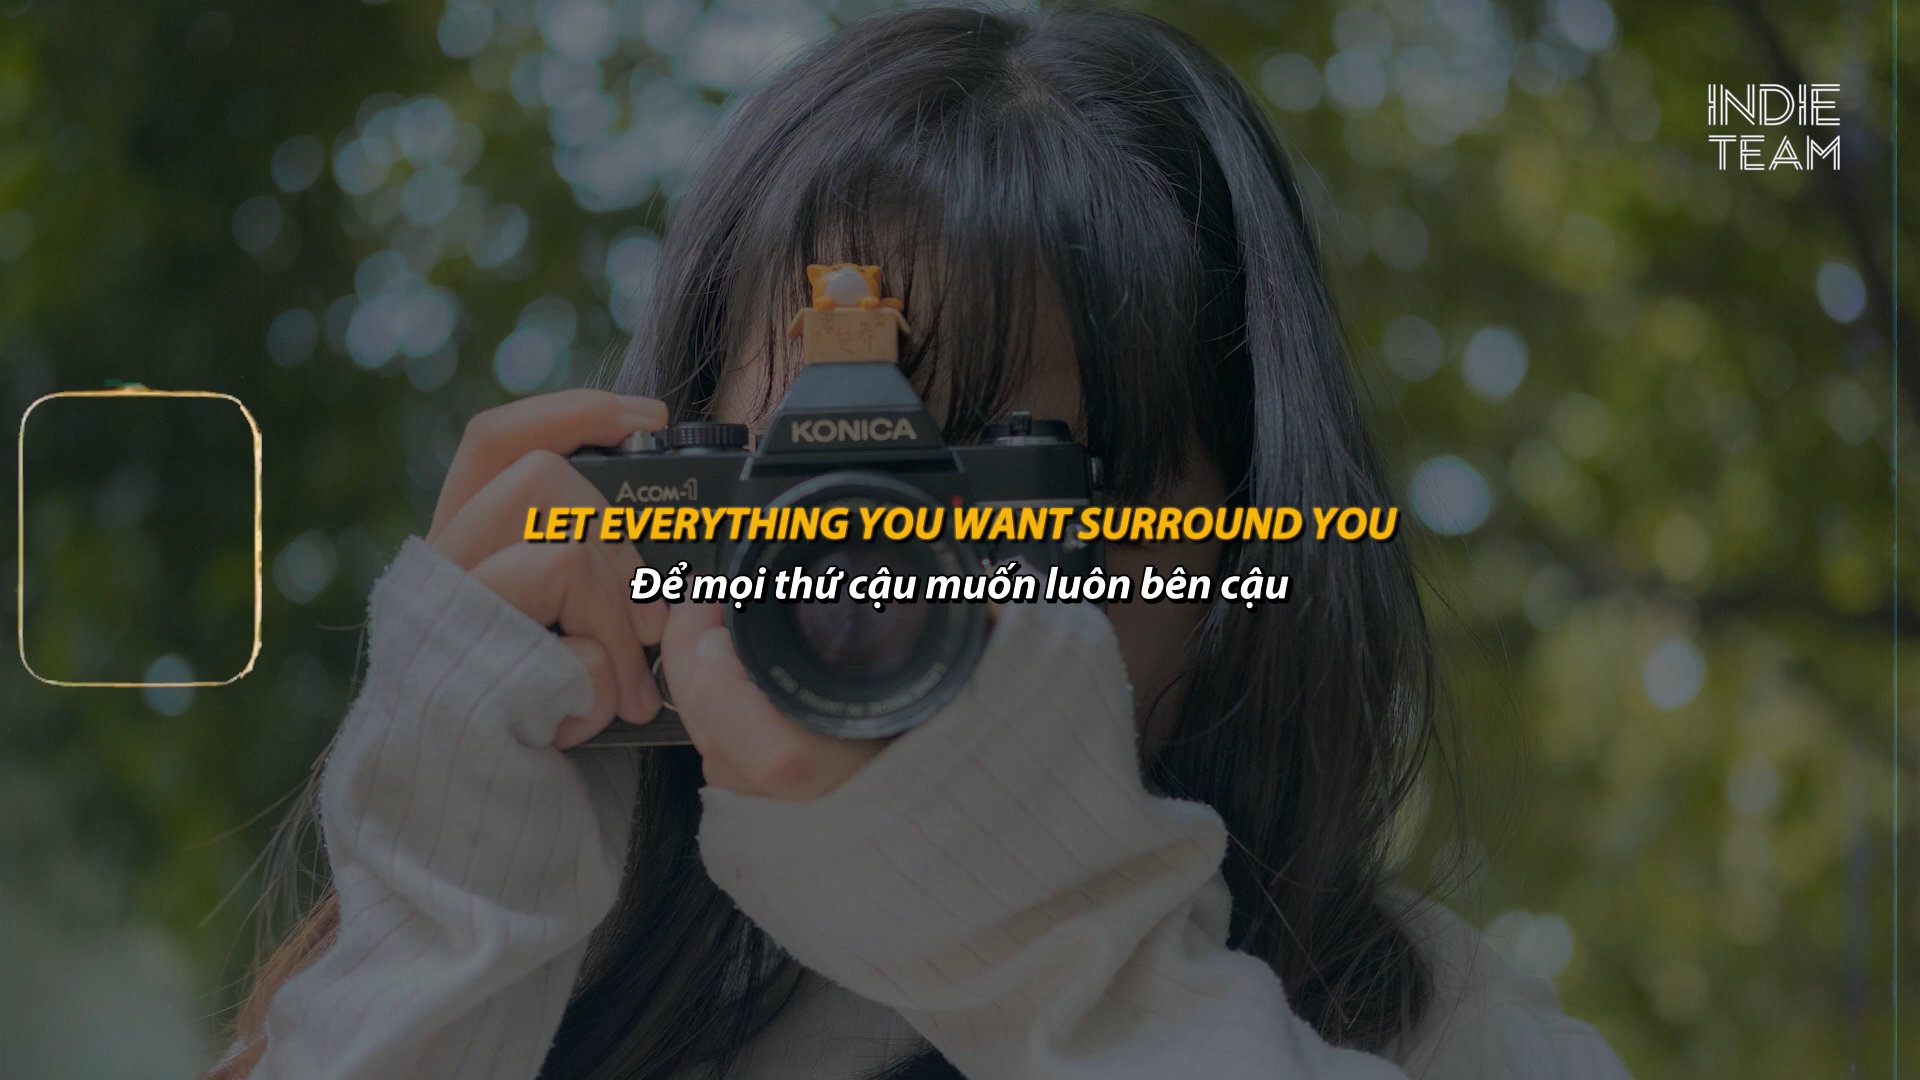 INDIE
TEAM
KONICA
ACOM-1
LET EVERYTHING YOU WANT SURROUND YOU
Để mọi thứ cậu muốn luôn bên cậu